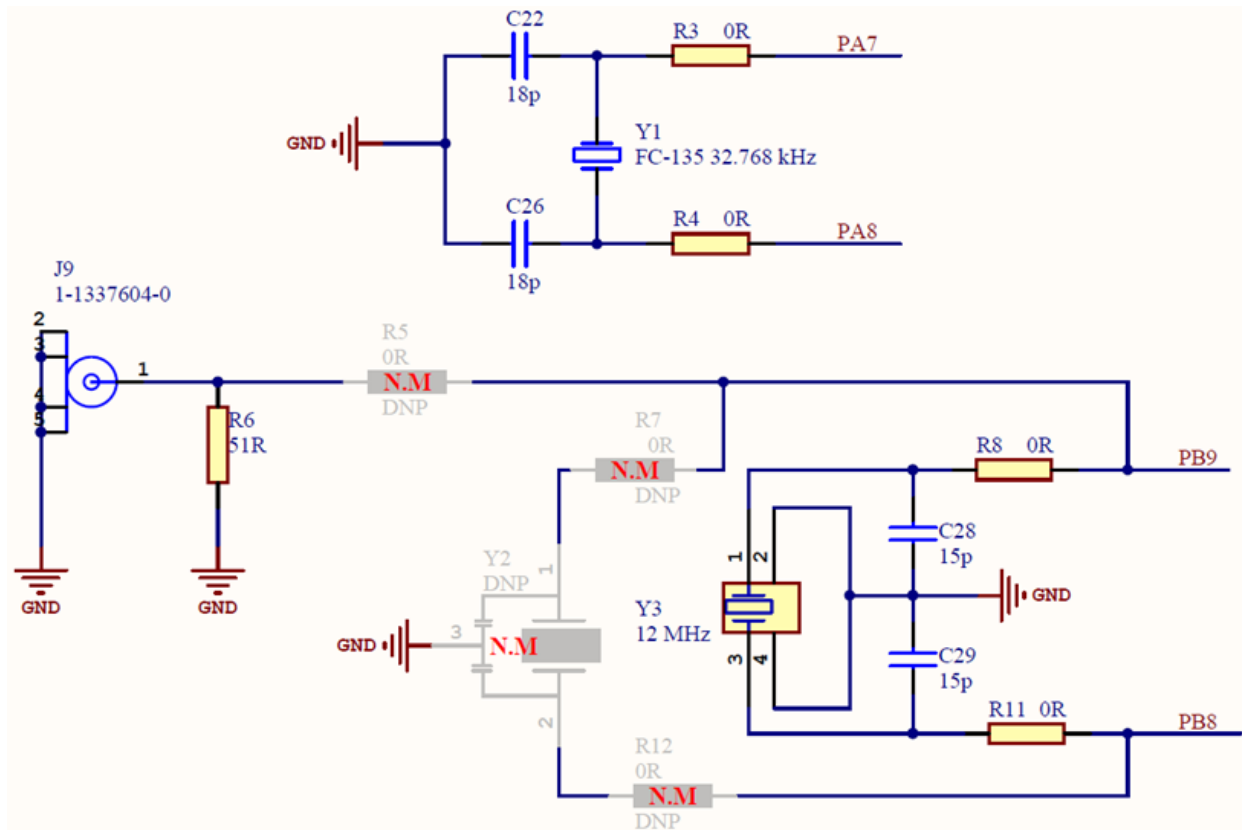 C22
18p
R3 0R
PA7
GND
Y1
FC-135 32.768 kHz
C26
18p
R4 0R
PA8
J9
1-1337604-0
2
3
4
5
1
R5
0R
N.M
DNP
R6
51R
GND
GND
R7
0R
N.M
DNP
R8 0R
PB9
C28
15p
Y2
DNP
1
3
N.M
2
GND
1
2
Y3
12 MHz
3
4
GND
C29
15p
R11 0R
PB8
R12
0R
N.M
DNP